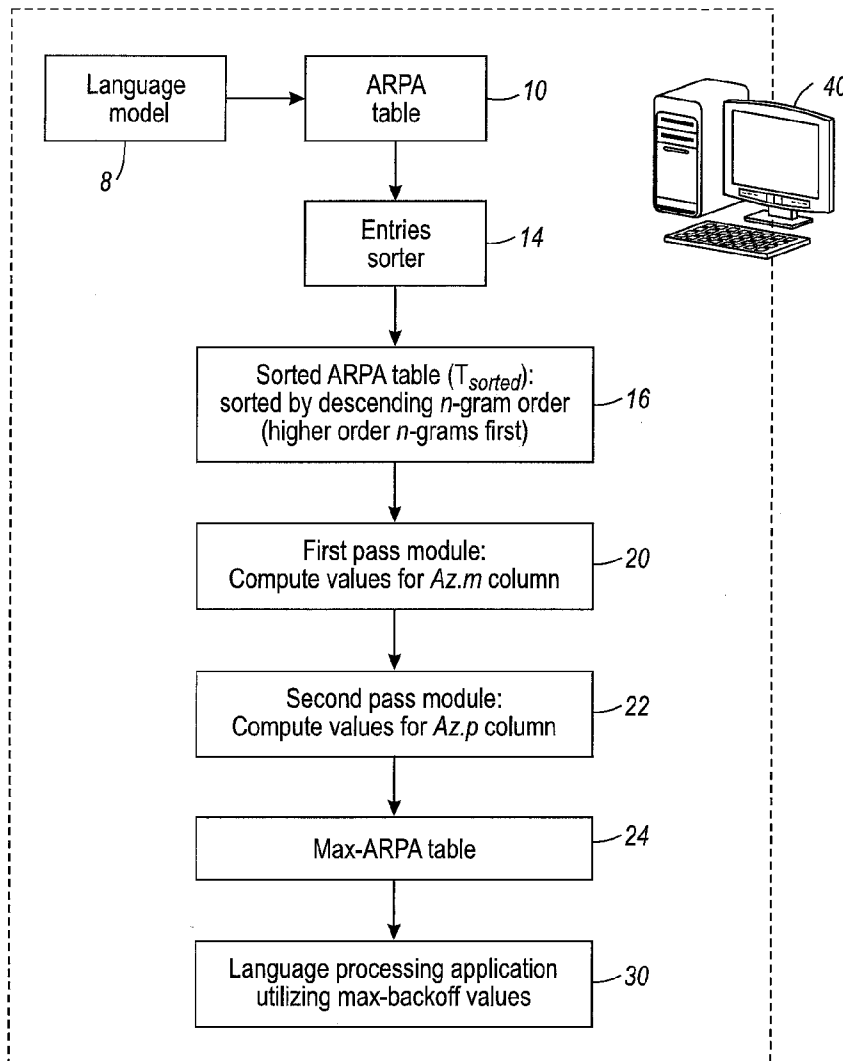 Language
model
8
ARPA
table
10
40
Entries
sorter
14
Sorted ARPA table (Tsorted):
sorted by descending n-gram order
(higher order n-grams first)
16
First pass module:
Compute values for Az.m column
20
Second pass module:
Compute values for Az.p column
22
Max-ARPA table
24
Language processing application
utilizing max-backoff values
30